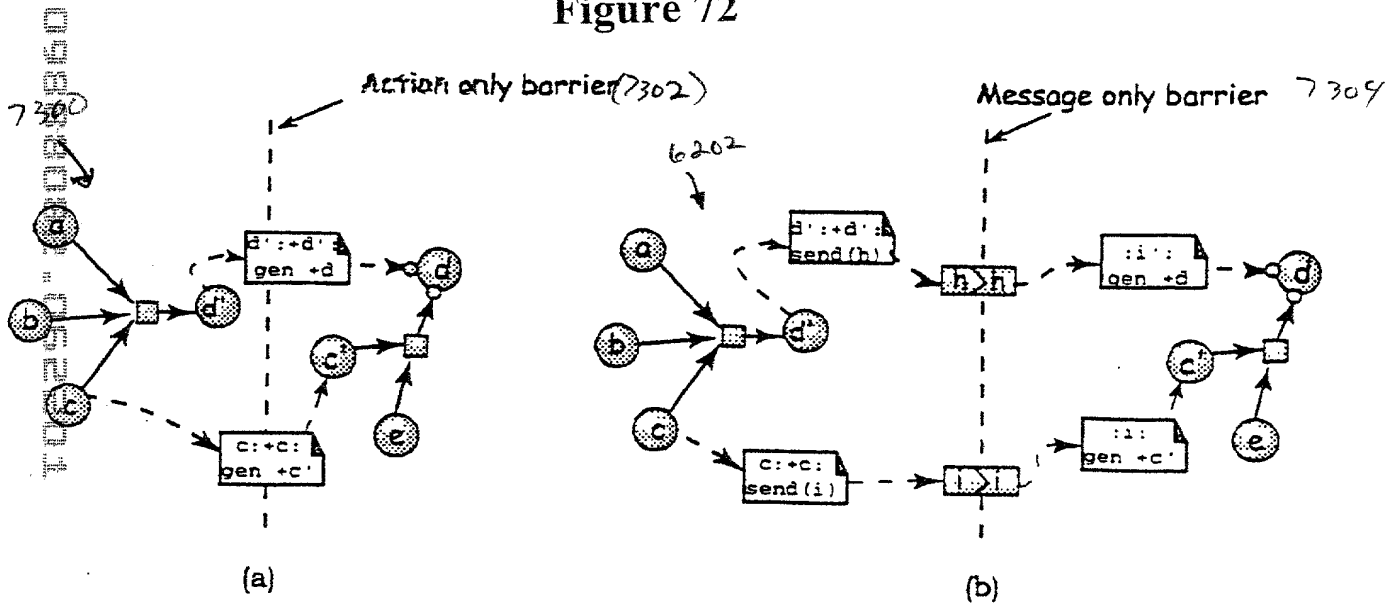 Figure 72
Action only barrier (7302)
7300
a
b
c
d'
d':+d':
gen +d
d
c'
e
c:+c:
gen +c'
(a)
Message only barrier 7304
6202
a
b
c
d'
d':+d':
send(h)
h>h
:i':
gen +d
d
c'
e
c:+c:
send(i)
i>i
:i:
gen +c'
(b)